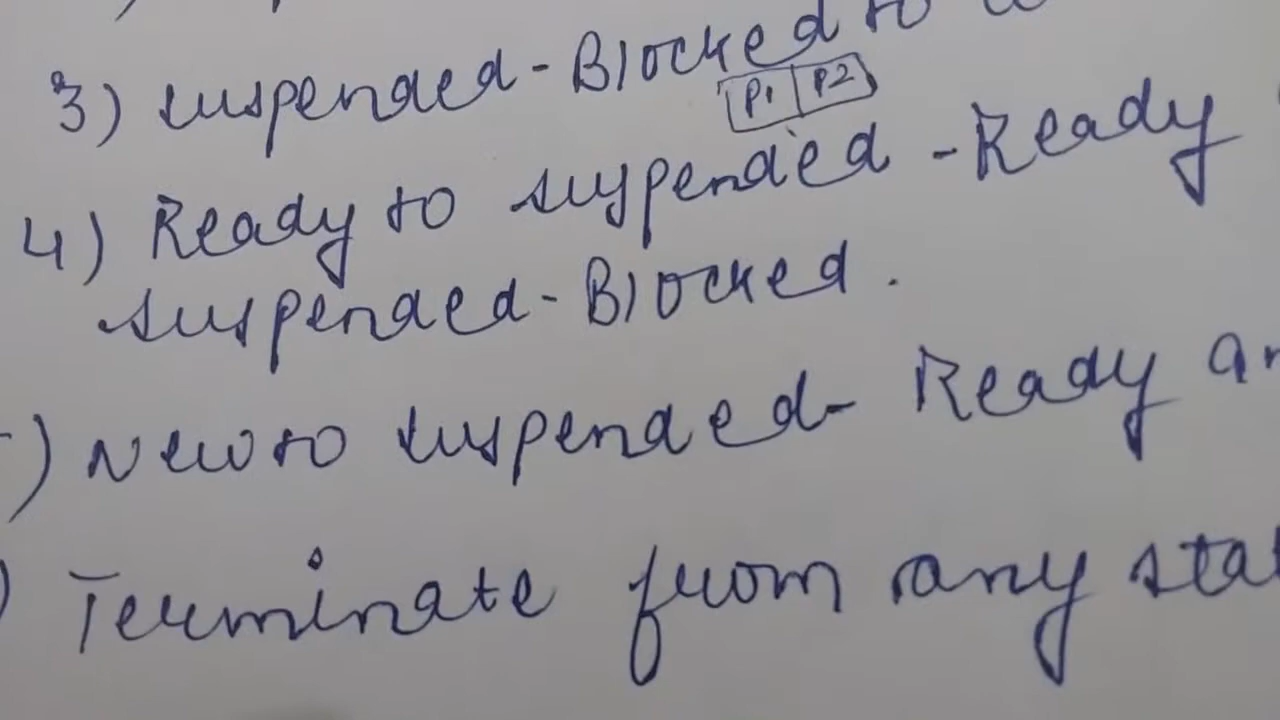 3) suspended-Blocked to
P1 P2
4) Ready to suspended -Ready
suspended-Blocked.
) New to suspended- Ready
) Terminate from any